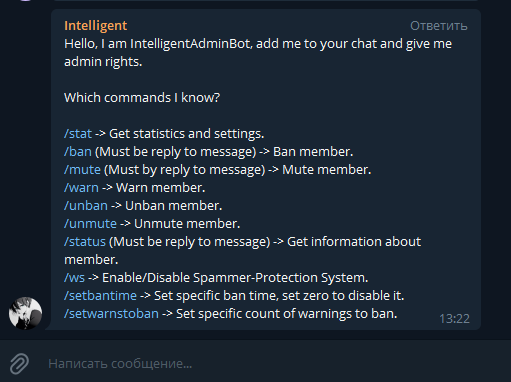 Intelligent
Ответить
Hello, I am IntelligentAdminBot, add me to your chat and give me
admin rights.
Which commands I know?
/stat -> Get statistics and settings.
/ban (Must be reply to message) -> Ban member.
/mute (Must by reply to message) -> Mute member.
/warn -> Warn member.
/unban -> Unban member.
/unmute -> Unmute member.
/status (Must be reply to message) -> Get information about
member.
/ws -> Enable/Disable Spammer-Protection System.
/setbantime -> Set specific ban time, set zero to disable it.
/setwarnstoban -> Set specific count of warnings to ban.
13:22
Написать сообщение...